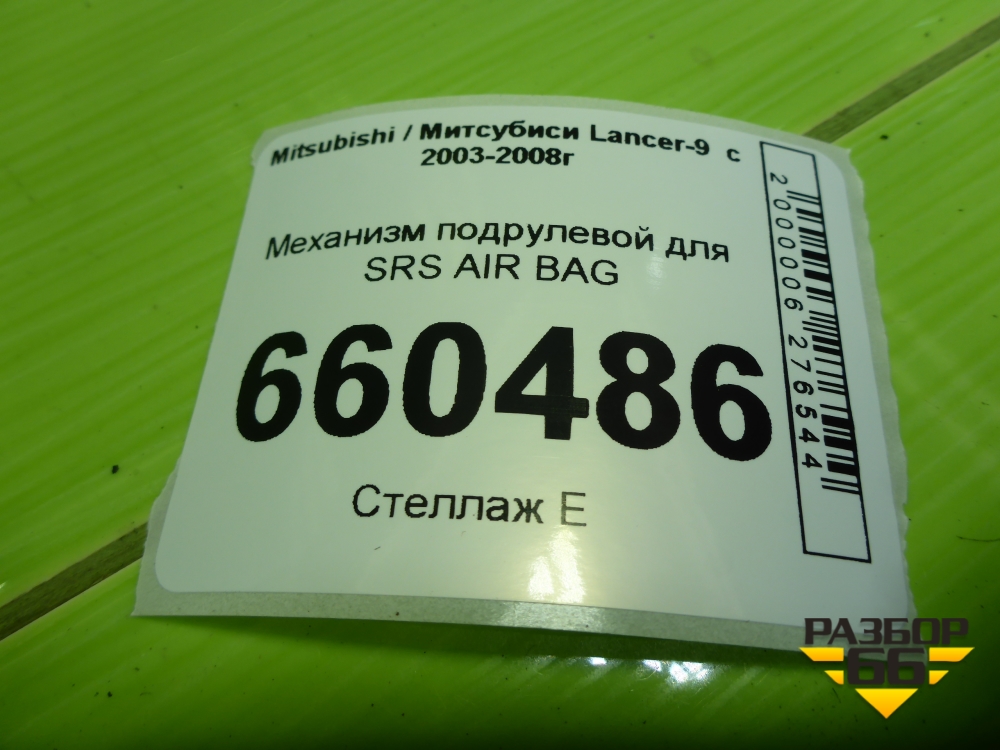 Mitsubishi / Митсубиси Lancer-9 с
2003-2008г
Механизм подрулевой для
SRS AIR BAG
660486
Стеллаж Е
2000006276544
РАЗБОР
66